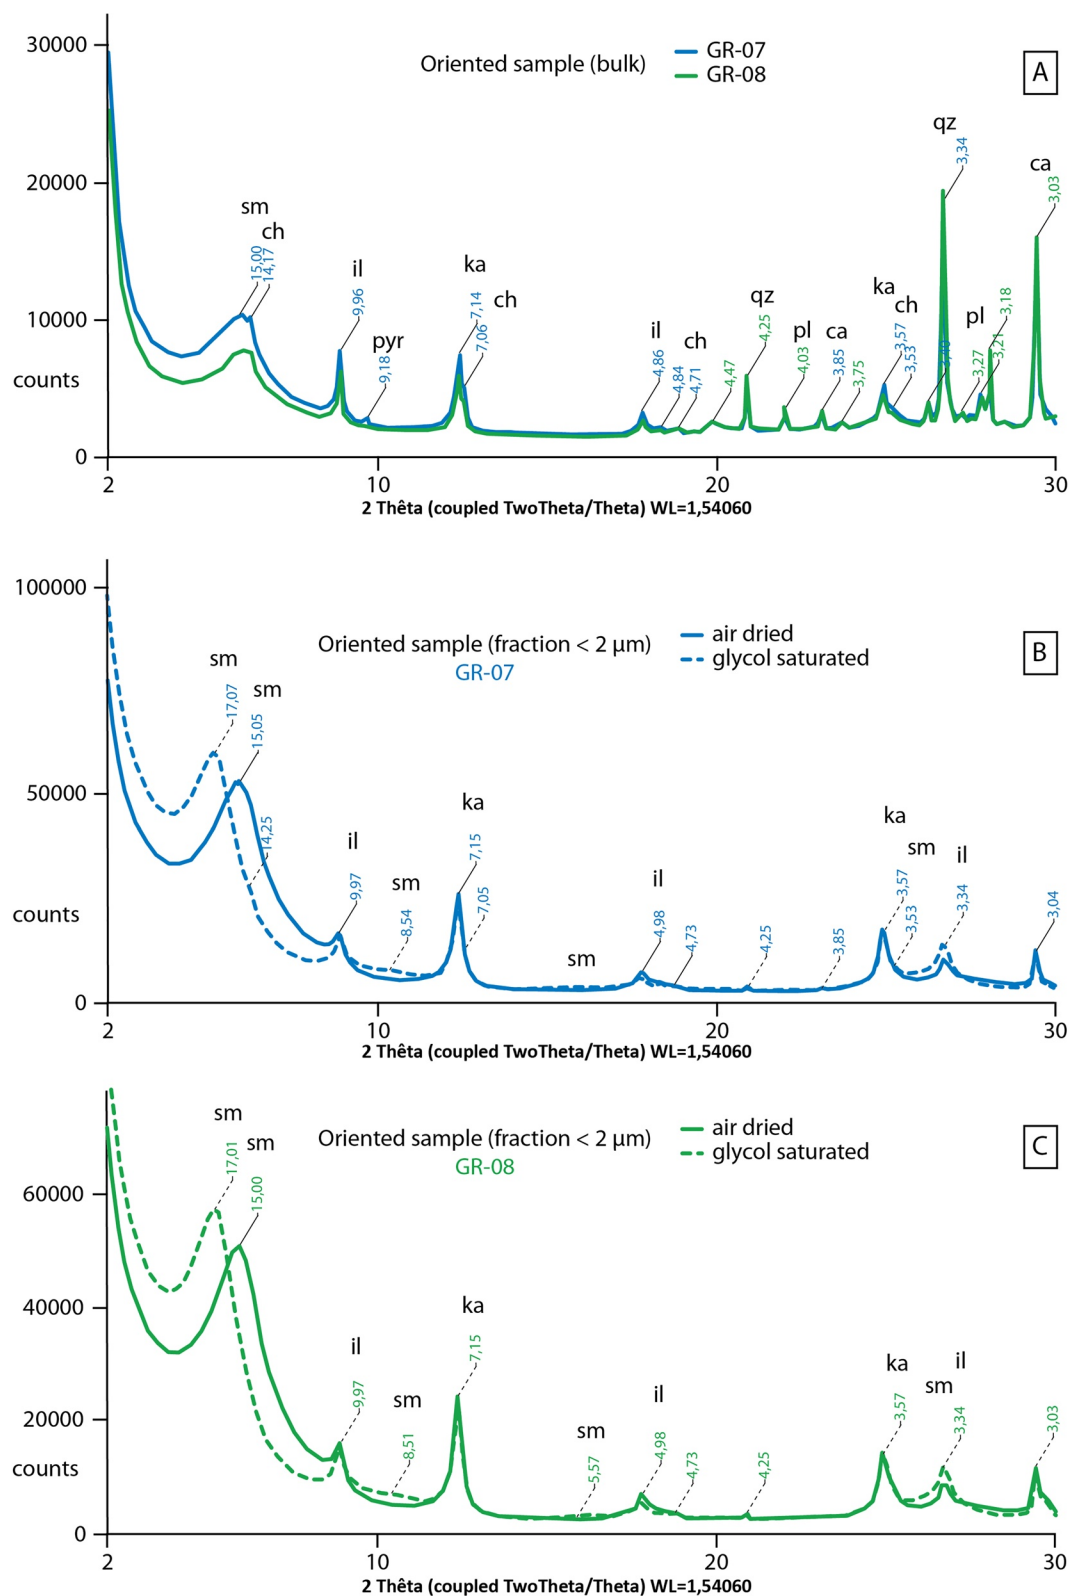 30000
20000
10000
counts
0
Oriented sample (bulk)
GR-07
GR-08
A
sm
ch
15,00
14,17
il
9,96
pyr
9,18
ka
ch
7,14
7,06
il
4,86
4,84
ch
4,71
4,47
qz
4,25
pl
4,03
ca
3,85
3,75
ka
ch
3,57
3,53
3,40
qz
3,34
pl
3,27
3,21
3,18
ca
3,03
2
10
20
30
2 Thêta (coupled TwoTheta/Theta) WL=1,54060
100000
50000
counts
0
Oriented sample (fraction < 2 µm)
GR-07
air dried
glycol saturated
B
sm
17,07
sm
15,05
14,25
il
9,97
sm
8,54
ka
7,15
7,05
sm
il
4,98
4,73
4,25
3,85
ka
3,57
sm
3,53
il
3,34
3,04
2
10
20
30
2 Thêta (coupled TwoTheta/Theta) WL=1,54060
60000
40000
20000
counts
0
Oriented sample (fraction < 2 µm)
GR-08
air dried
glycol saturated
C
sm
17,01
sm
15,00
il
9,97
sm
8,51
ka
7,15
sm
5,57
il
4,98
4,73
4,25
ka
3,57
sm
il
3,34
3,03
2
10
20
30
2 Thêta (coupled TwoTheta/Theta) WL=1,54060